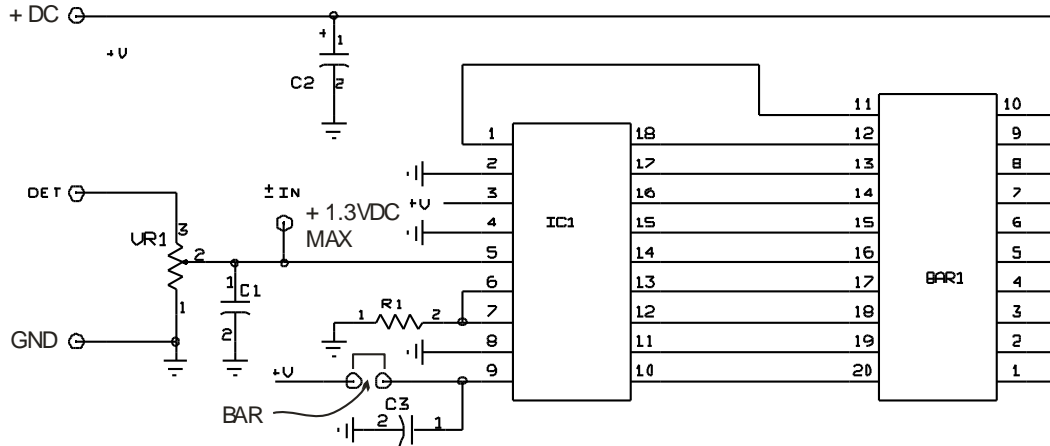 + DC
+V
+ 1
C2 2
11 10
1 18 12 9
2 17 13 8
DET
± IN
3 16 14 7
+V
+ 1.3VDC
MAX
4 15 15 6
IC1
3
VR1
2
5 14 16 5
BAR1
1
C1
6 13 17 4
R1
1 2
7 12 18 3
1
2
GND
8 11 19 2
+V
9 10 20 1
BAR
C3
2 1